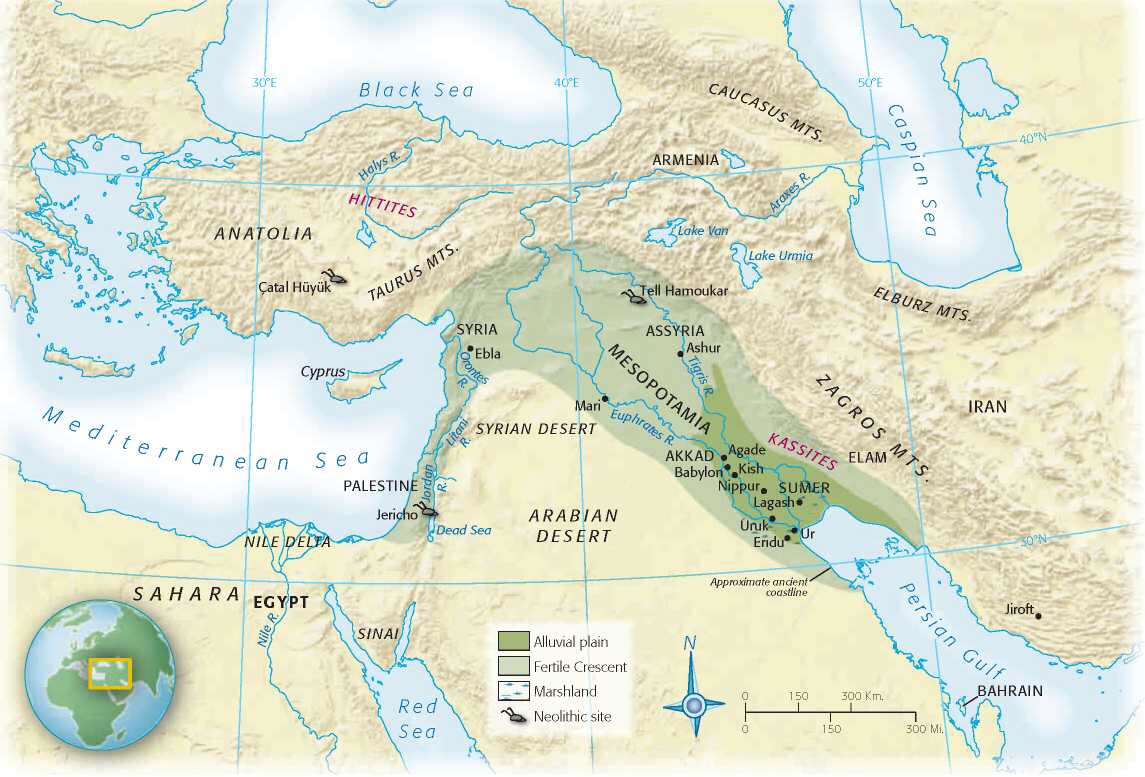 30°E
40°E
50°E
Black Sea
CAUCASUS MTS.
Caspian Sea
40°N
Halys R.
ARMENIA
Araxes R.
HITTITES
ANATOLIA
Lake Van
Lake Urmia
TAURUS MTS.
Çatal Hüyük
Tell Hamoukar
ELBURZ MTS.
SYRIA
ASSYRIA
Ebla
Ashur
Orontes
R.
Tigris R.
Cyprus
MESOPOTAMIA
ZAGROS MTS.
IRAN
Mari
Euphrates R.
Mediterranean Sea
Litani
R.
SYRIAN DESERT
KASSITES
ELAM
AKKAD
Agade
Babylon
Kish
PALESTINE
Jordan
R.
Nippur
SUMER
Lagash
Jericho
Dead Sea
ARABIAN
DESERT
Uruk
Ur
Eridu
NILE DELTA
30°N
Approximate ancient
coastline
SAHARA
EGYPT
Nile R.
SINAI
Persian Gulf
Jiroft
Red
Sea
BAHRAIN
Alluvial plain
Fertile Crescent
Marshland
Neolithic site
N
0 150 300 Km.
0 150 300 Mi.